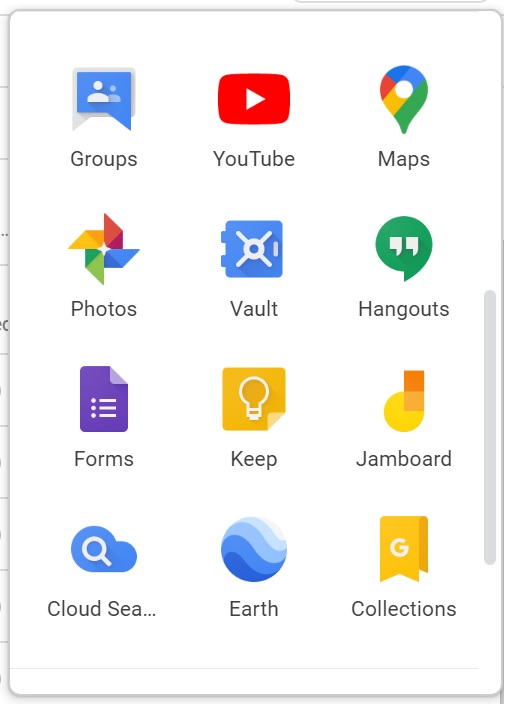 Groups YouTube Maps
Photos Vault Hangouts
Forms Keep Jamboard
Cloud Sea... Earth Collections